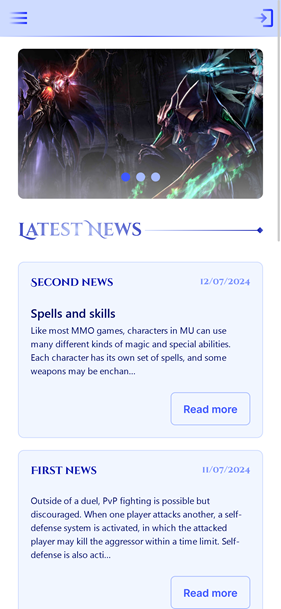 Latest News
Second news
12/07/2024
Spells and skills
Like most MMO games, characters in MU can use
many different kinds of magic and special abilities.
Each character has its own set of spells, and some
weapons may be enchan...
Read more
First news
11/07/2024
Outside of a duel, PvP fighting is possible but
discouraged. When one player attacks another, a self-
defense system is activated, in which the attacked
player may kill the aggressor within a time limit. Self-
defense is also acti...
Read more